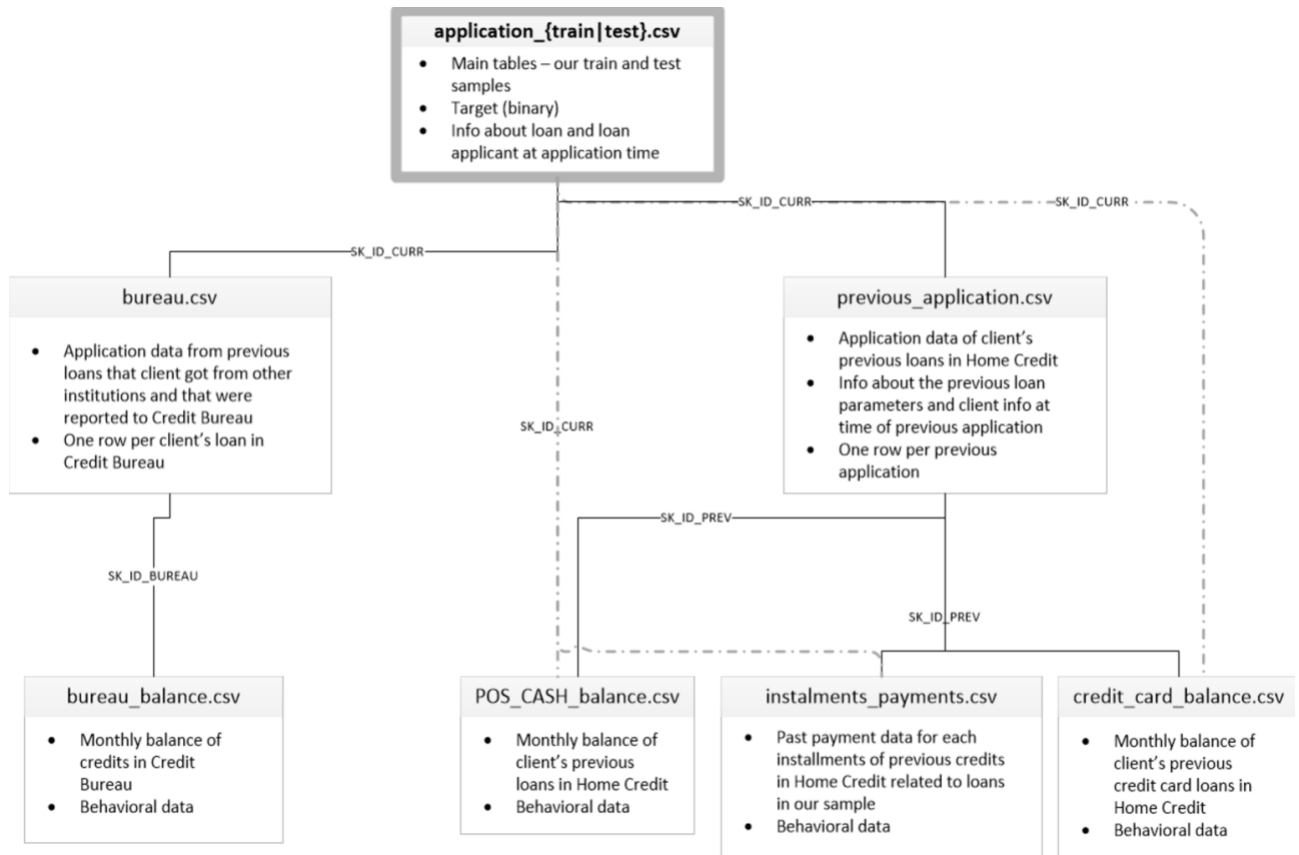 application_{train|test}.csv
• Main tables – our train and test
samples
• Target (binary)
• Info about loan and loan
applicant at application time
SK_ID_CURR
SK_ID_CURR
SK_ID_CURR
bureau.csv
• Application data from previous
loans that client got from other
institutions and that were
reported to Credit Bureau
• One row per client's loan in
Credit Bureau
previous_application.csv
• Application data of client's
previous loans in Home Credit
• Info about the previous loan
parameters and client info at
time of previous application
• One row per previous
application
SK_ID_CURR
SK_ID_PREV
SK_ID_BUREAU
SK_ID_PREV
bureau_balance.csv
• Monthly balance of
credits in Credit
Bureau
• Behavioral data
POS_CASH_balance.csv
• Monthly balance of
client's previous
loans in Home Credit
• Behavioral data
instalments_payments.csv
• Past payment data for each
installments of previous credits
in Home Credit related to loans
in our sample
• Behavioral data
credit_card_balance.csv
• Monthly balance of
client's previous
credit card loans in
Home Credit
• Behavioral data